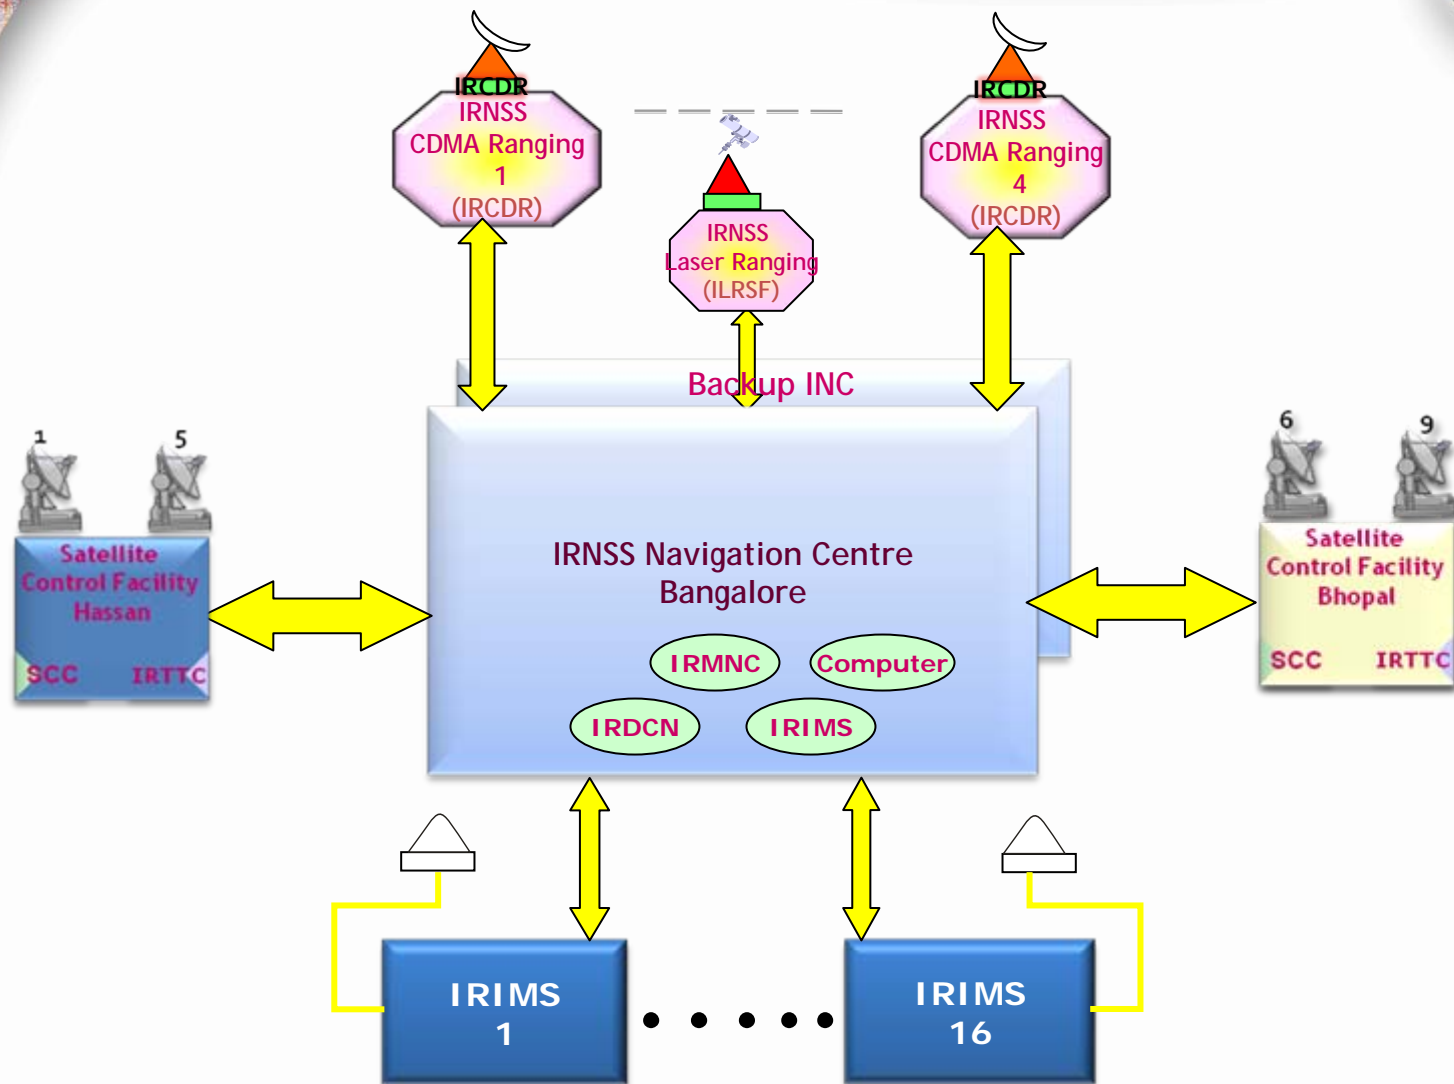 IRCDR
IRNSS
CDMA Ranging
1
(IRCDR)
IRNSS
Laser Ranging
(ILRSF)
IRCDR
IRNSS
CDMA Ranging
4
(IRCDR)
Backup INC
1
5
Satellite
Control Facility
Hassan
SCC
IRTTC
IRNSS Navigation Centre
Bangalore
IRMNC
Computer
IRDCN
IRIMS
6
9
Satellite
Control Facility
Bhopal
SCC
IRTTC
IRIMS
1
IRIMS
16